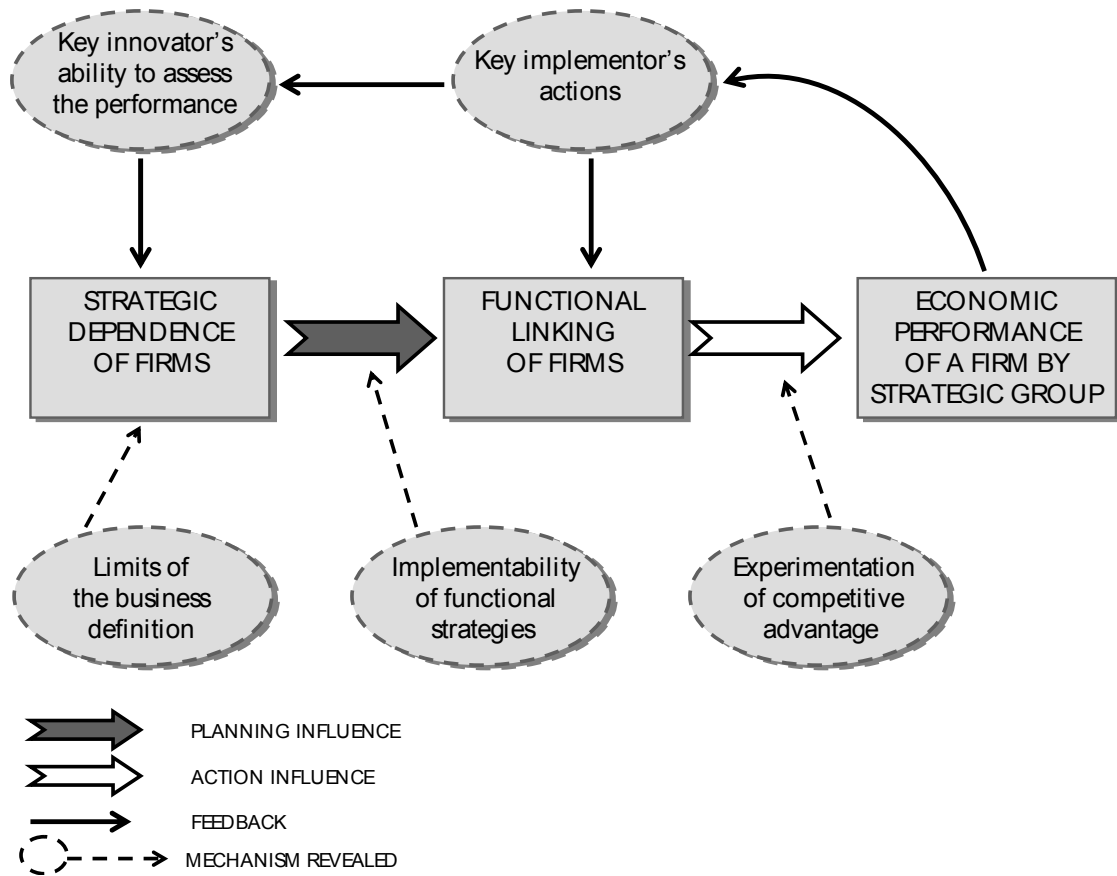 Key innovator's
ability to assess
the performance
Key implementor's
actions
STRATEGIC
DEPENDENCE
OF FIRMS
FUNCTIONAL
LINKING
OF FIRMS
ECONOMIC
PERFORMANCE
OF A FIRM BY
STRATEGIC GROUP
Limits of
the business
definition
Implementability
of functional
strategies
Experimentation
of competitive
advantage
PLANNING INFLUENCE
ACTION INFLUENCE
FEEDBACK
MECHANISM REVEALED